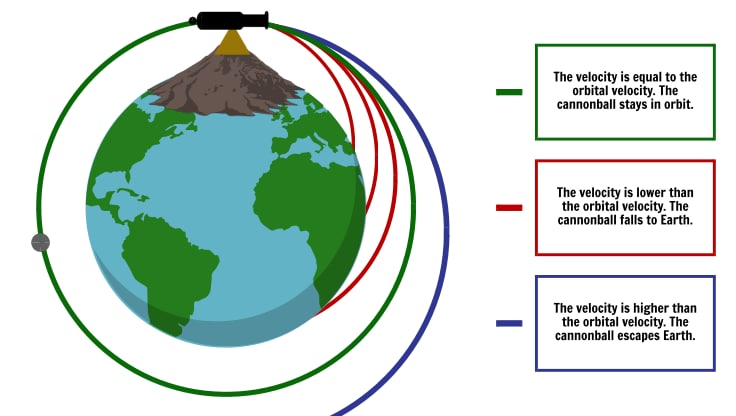 The velocity is equal to the
orbital velocity. The
cannonball stays in orbit.
The velocity is lower than
the orbital velocity. The
cannonball falls to Earth.
The velocity is higher than
the orbital velocity. The
cannonball escapes Earth.